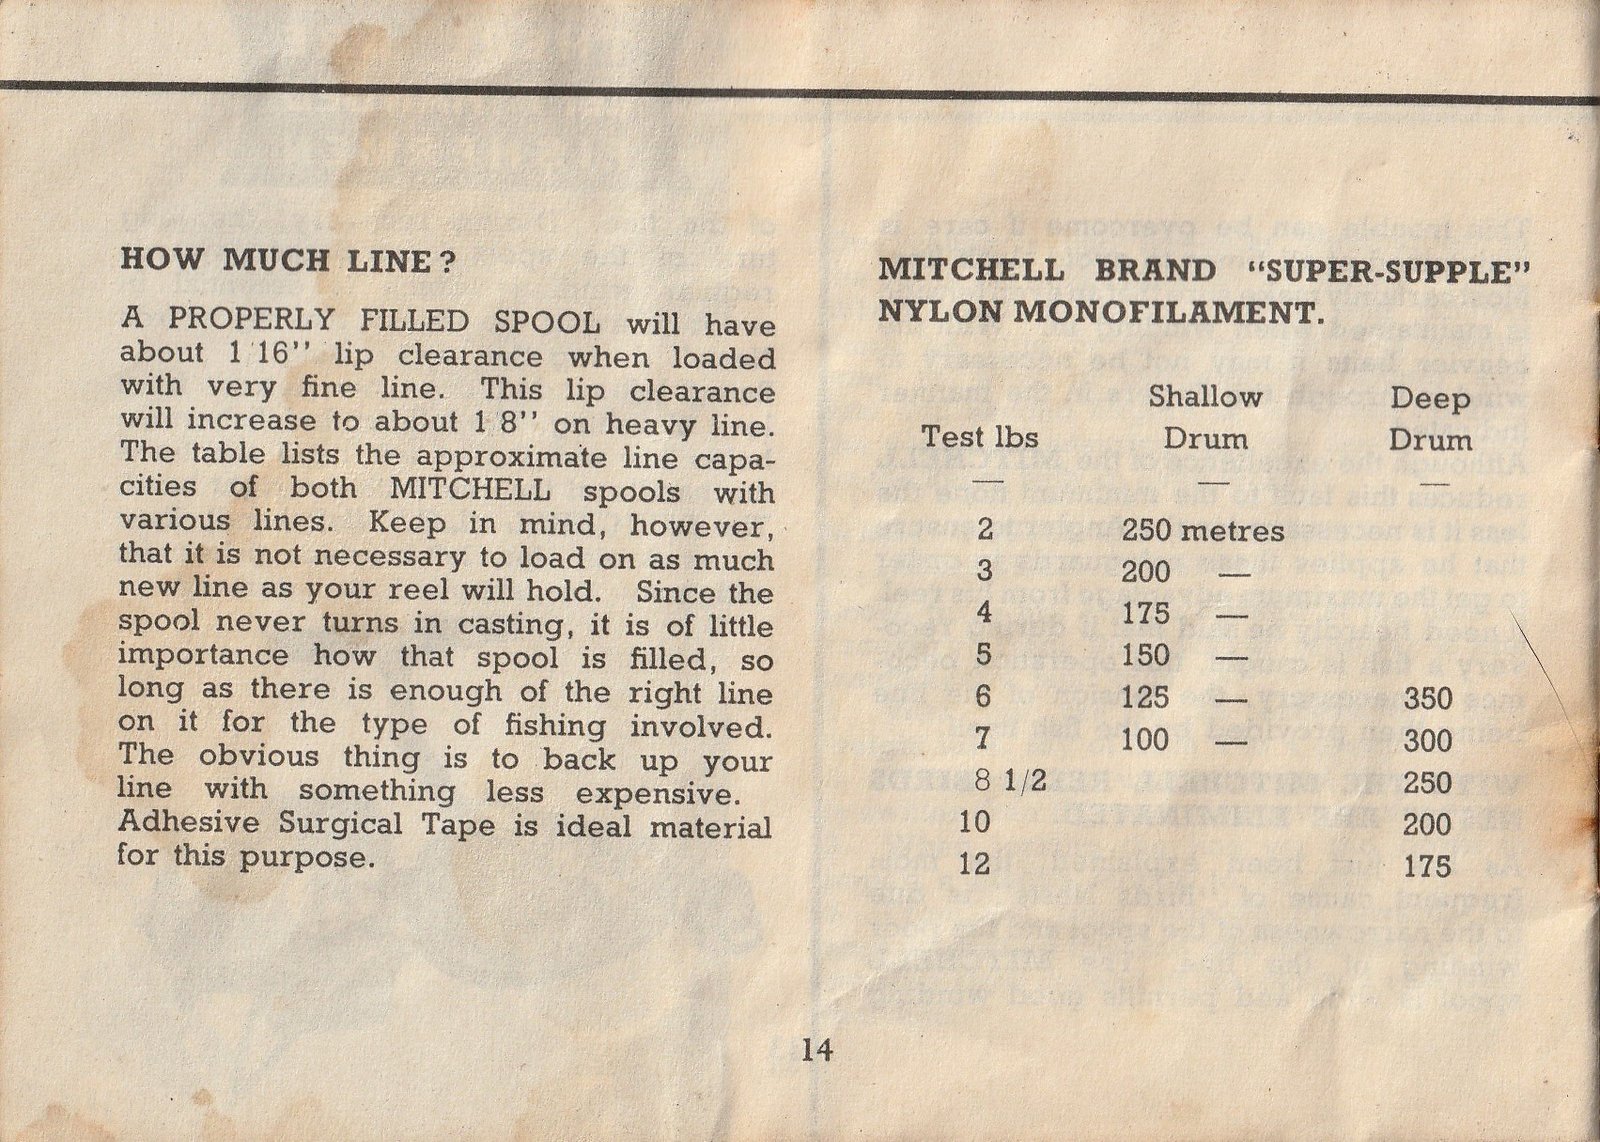 HOW MUCH LINE?
A PROPERLY FILLED SPOOL will have
about 1 16’’ lip clearance when loaded
with very fine line. This lip clearance
will increase to about 1 8’’ on heavy line.
The table lists the approximate line capa-
cities of both MITCHELL spools with
various lines. Keep in mind, however,
that it is not necessary to load on as much
new line as your reel will hold. Since the
spool never turns in casting, it is of little
importance how that spool is filled, so
long as there is enough of the right line
on it for the type of fishing involved.
The obvious thing is to back up your
line with something less expensive.
Adhesive Surgical Tape is ideal material
for this purpose.
MITCHELL BRAND “SUPER-SUPPLE”
NYLON MONOFILAMENT.
Shallow Deep
Test lbs Drum Drum
— — —
2 250 metres
3 200 —
4 175 —
5 150 —
6 125 — 350
7 100 — 300
8 1/2 250
10 200
12 175
14